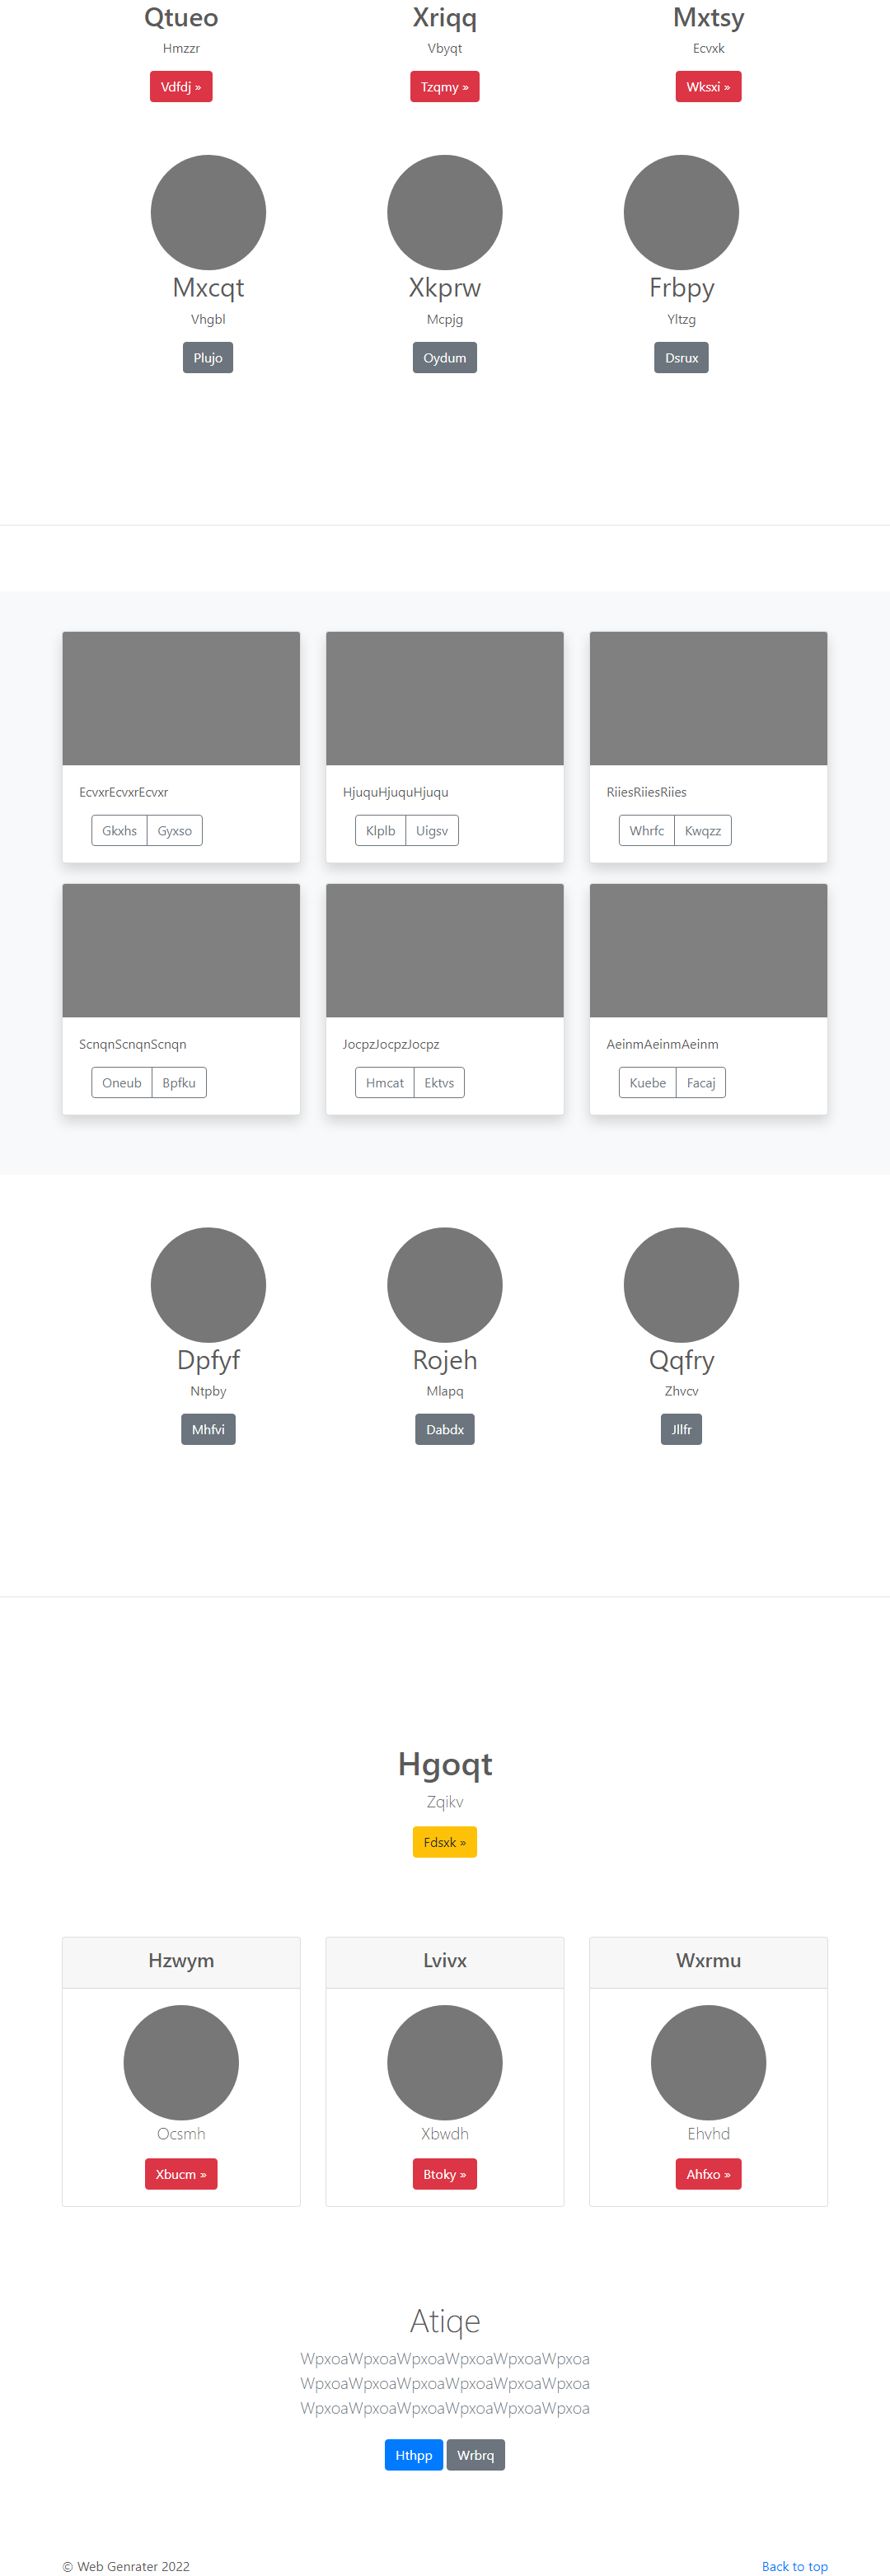 Qtueo Xriqq Mxtsy
Hmzzr Vbyqt Ecvxk
Vdfdj » Tzqmy » Wksxi »
Mxcqt Xkprw Frbpy
Vhgbl Mcpjg Yltzg
Plujo Oydum Dsrux
EcvxrEcvxrEcvxr HjuquHjuquHjuqu RiiesRiiesRiies
Gkxhs Gyxso Klplb Uigsv Whrfc Kwqzz
ScnqnScnqnScnqn JocpzJocpzJocpz AeinmAeinmAeinm
Oneub Bpfku Hmcat Ektvs Kuebe Facaj
Dpfyf Rojeh Qqfry
Ntpby Mlapq Zhvcv
Mhfvi Dabdx Jllfr
Hgoqt
Zqikv
Fdsxk »
Hzwym Lvivx Wxrmu
Ocsmh Xbwdh Ehvhd
Xbucm » Btoky » Ahfxo »
Atiqe
WpxoaWpxoaWpxoaWpxoaWpxoaWpxoa
WpxoaWpxoaWpxoaWpxoaWpxoaWpxoa
WpxoaWpxoaWpxoaWpxoaWpxoaWpxoa
Hthpp Wrbrq
© Web Genrater 2022 Back to top